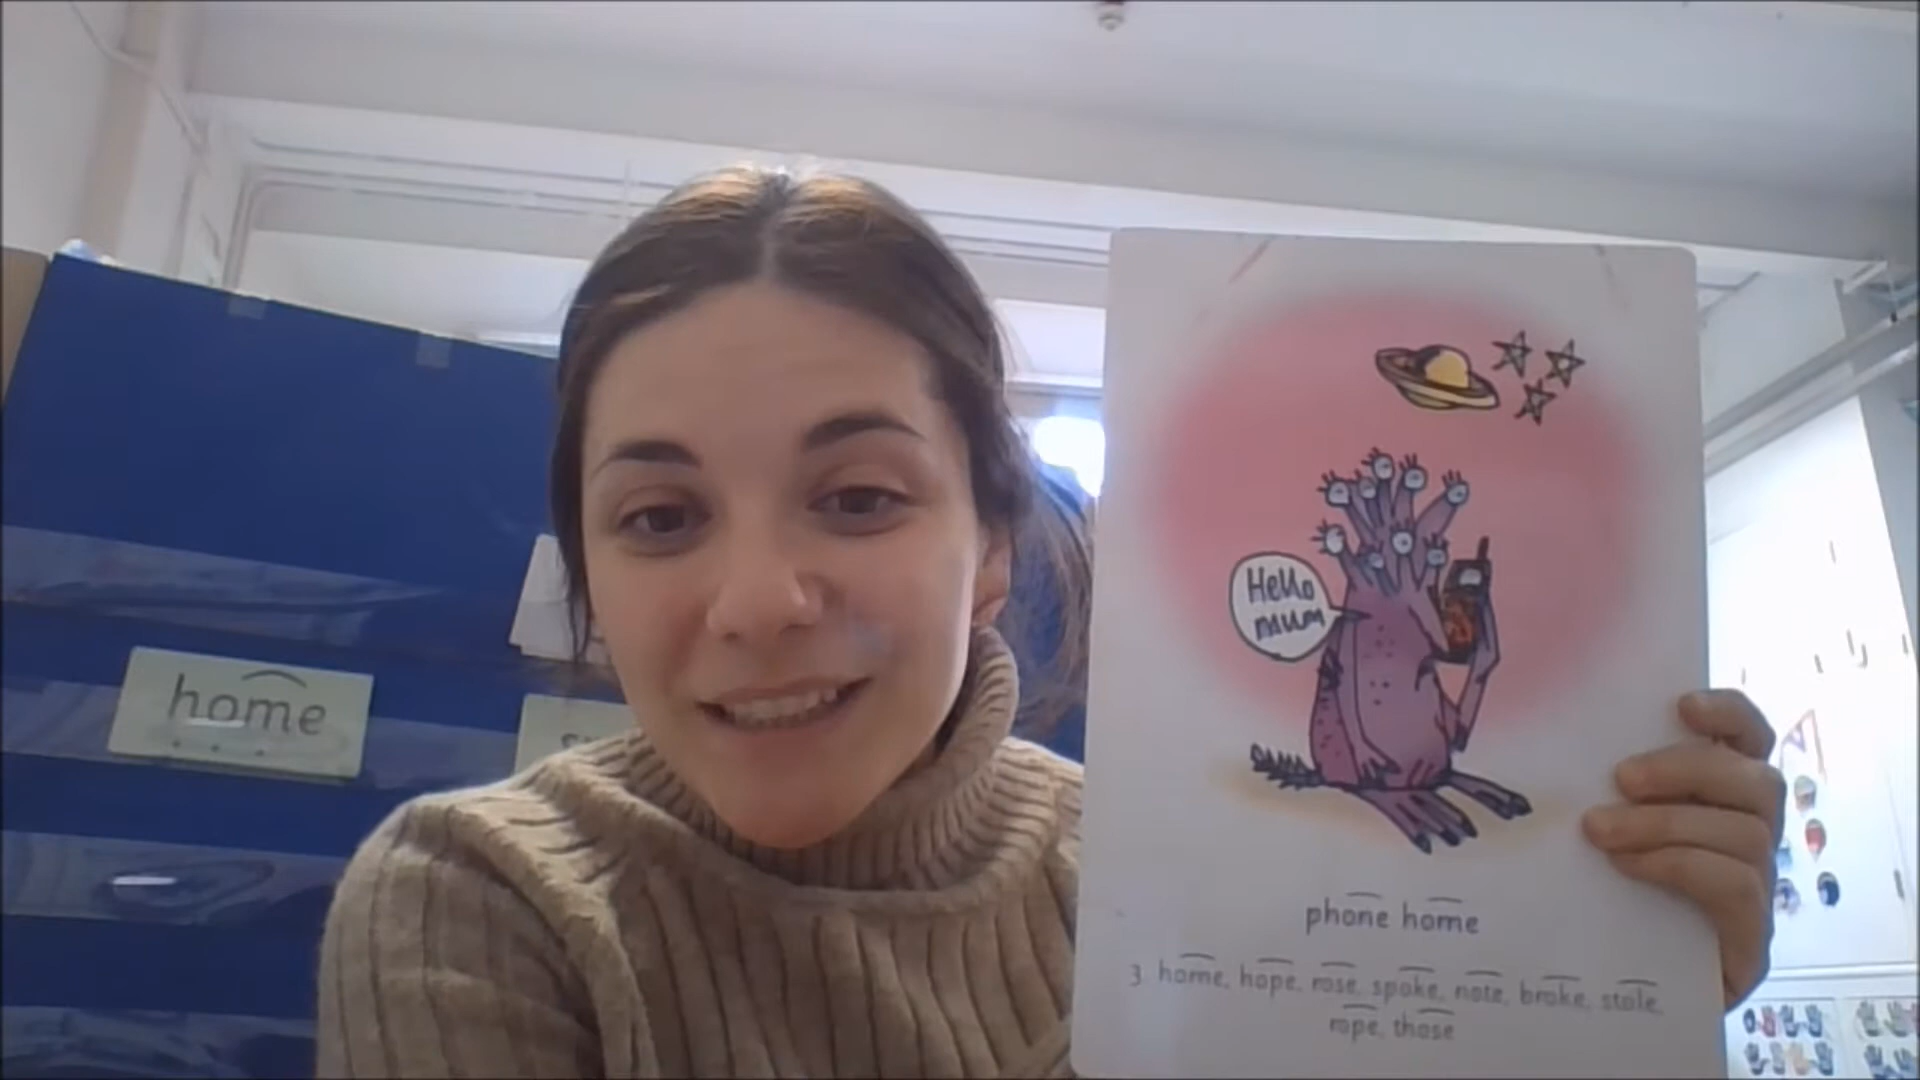 home
Hello
mum
phone home
3. home, hope, rose, spoke, note, broke, stole,
rope, those